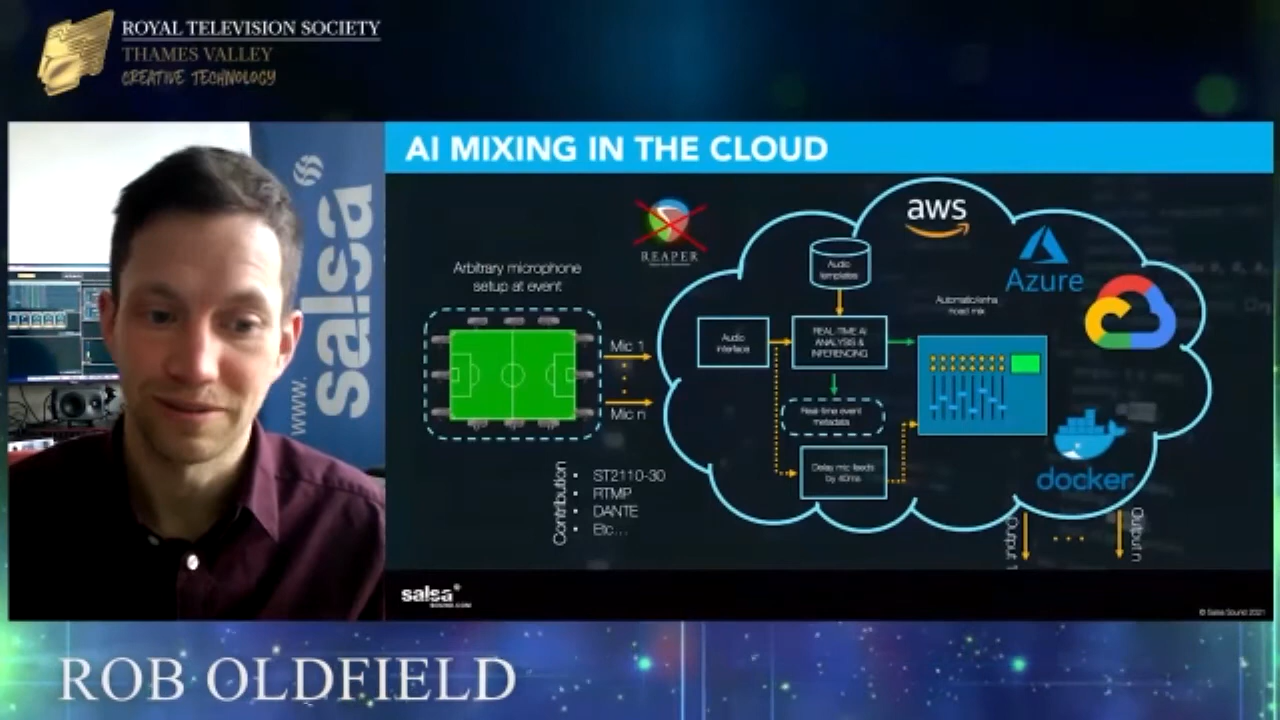 ROYAL TELEVISION SOCIETY
THAMES VALLEY
CREATIVE TECHNOLOGY
www.salsa
AI MIXING IN THE CLOUD
REAPER
aws
Azure
docker
Arbitrary microphone
setup at event
Mic 1
Mic n
Audio
templates
Audio
interface
REAL-TIME AI
ANALYSIS &
INFERENCING
Real-time event
metadata
Delay mic feeds
by 40ms
Contribution
• ST2110-30
• RTMP
• DANTE
• Etc...
Output 1
Output n
salsa
SOUND.COM
© Salsa Sound 2021
ROB OLDFIELD